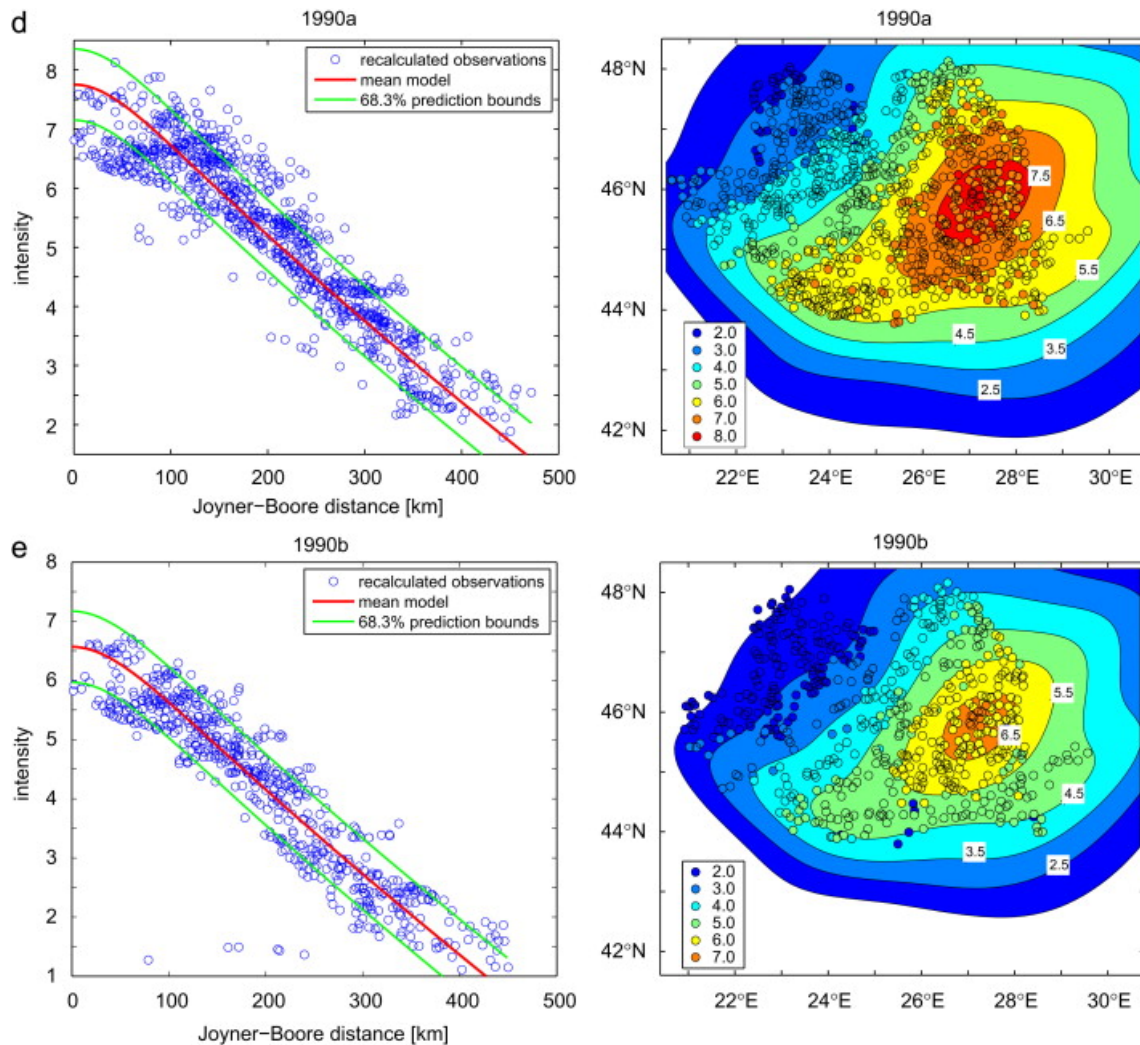 d
1990a
recalculated observations
mean model
68.3% prediction bounds
8
7
6
5
4
3
2
intensity
0 100 200 300 400 500
Joyner−Boore distance [km]
1990a
48°N
46°N
44°N
42°N
7.5
6.5
5.5
4.5
3.5
2.5
2.0
3.0
4.0
5.0
6.0
7.0
8.0
22°E 24°E 26°E 28°E 30°E
e
1990b
recalculated observations
mean model
68.3% prediction bounds
8
7
6
5
4
3
2
1
intensity
0 100 200 300 400 500
Joyner−Boore distance [km]
1990b
48°N
46°N
44°N
42°N
5.5
6.5
4.5
3.5
2.5
2.0
3.0
4.0
5.0
6.0
7.0
22°E 24°E 26°E 28°E 30°E